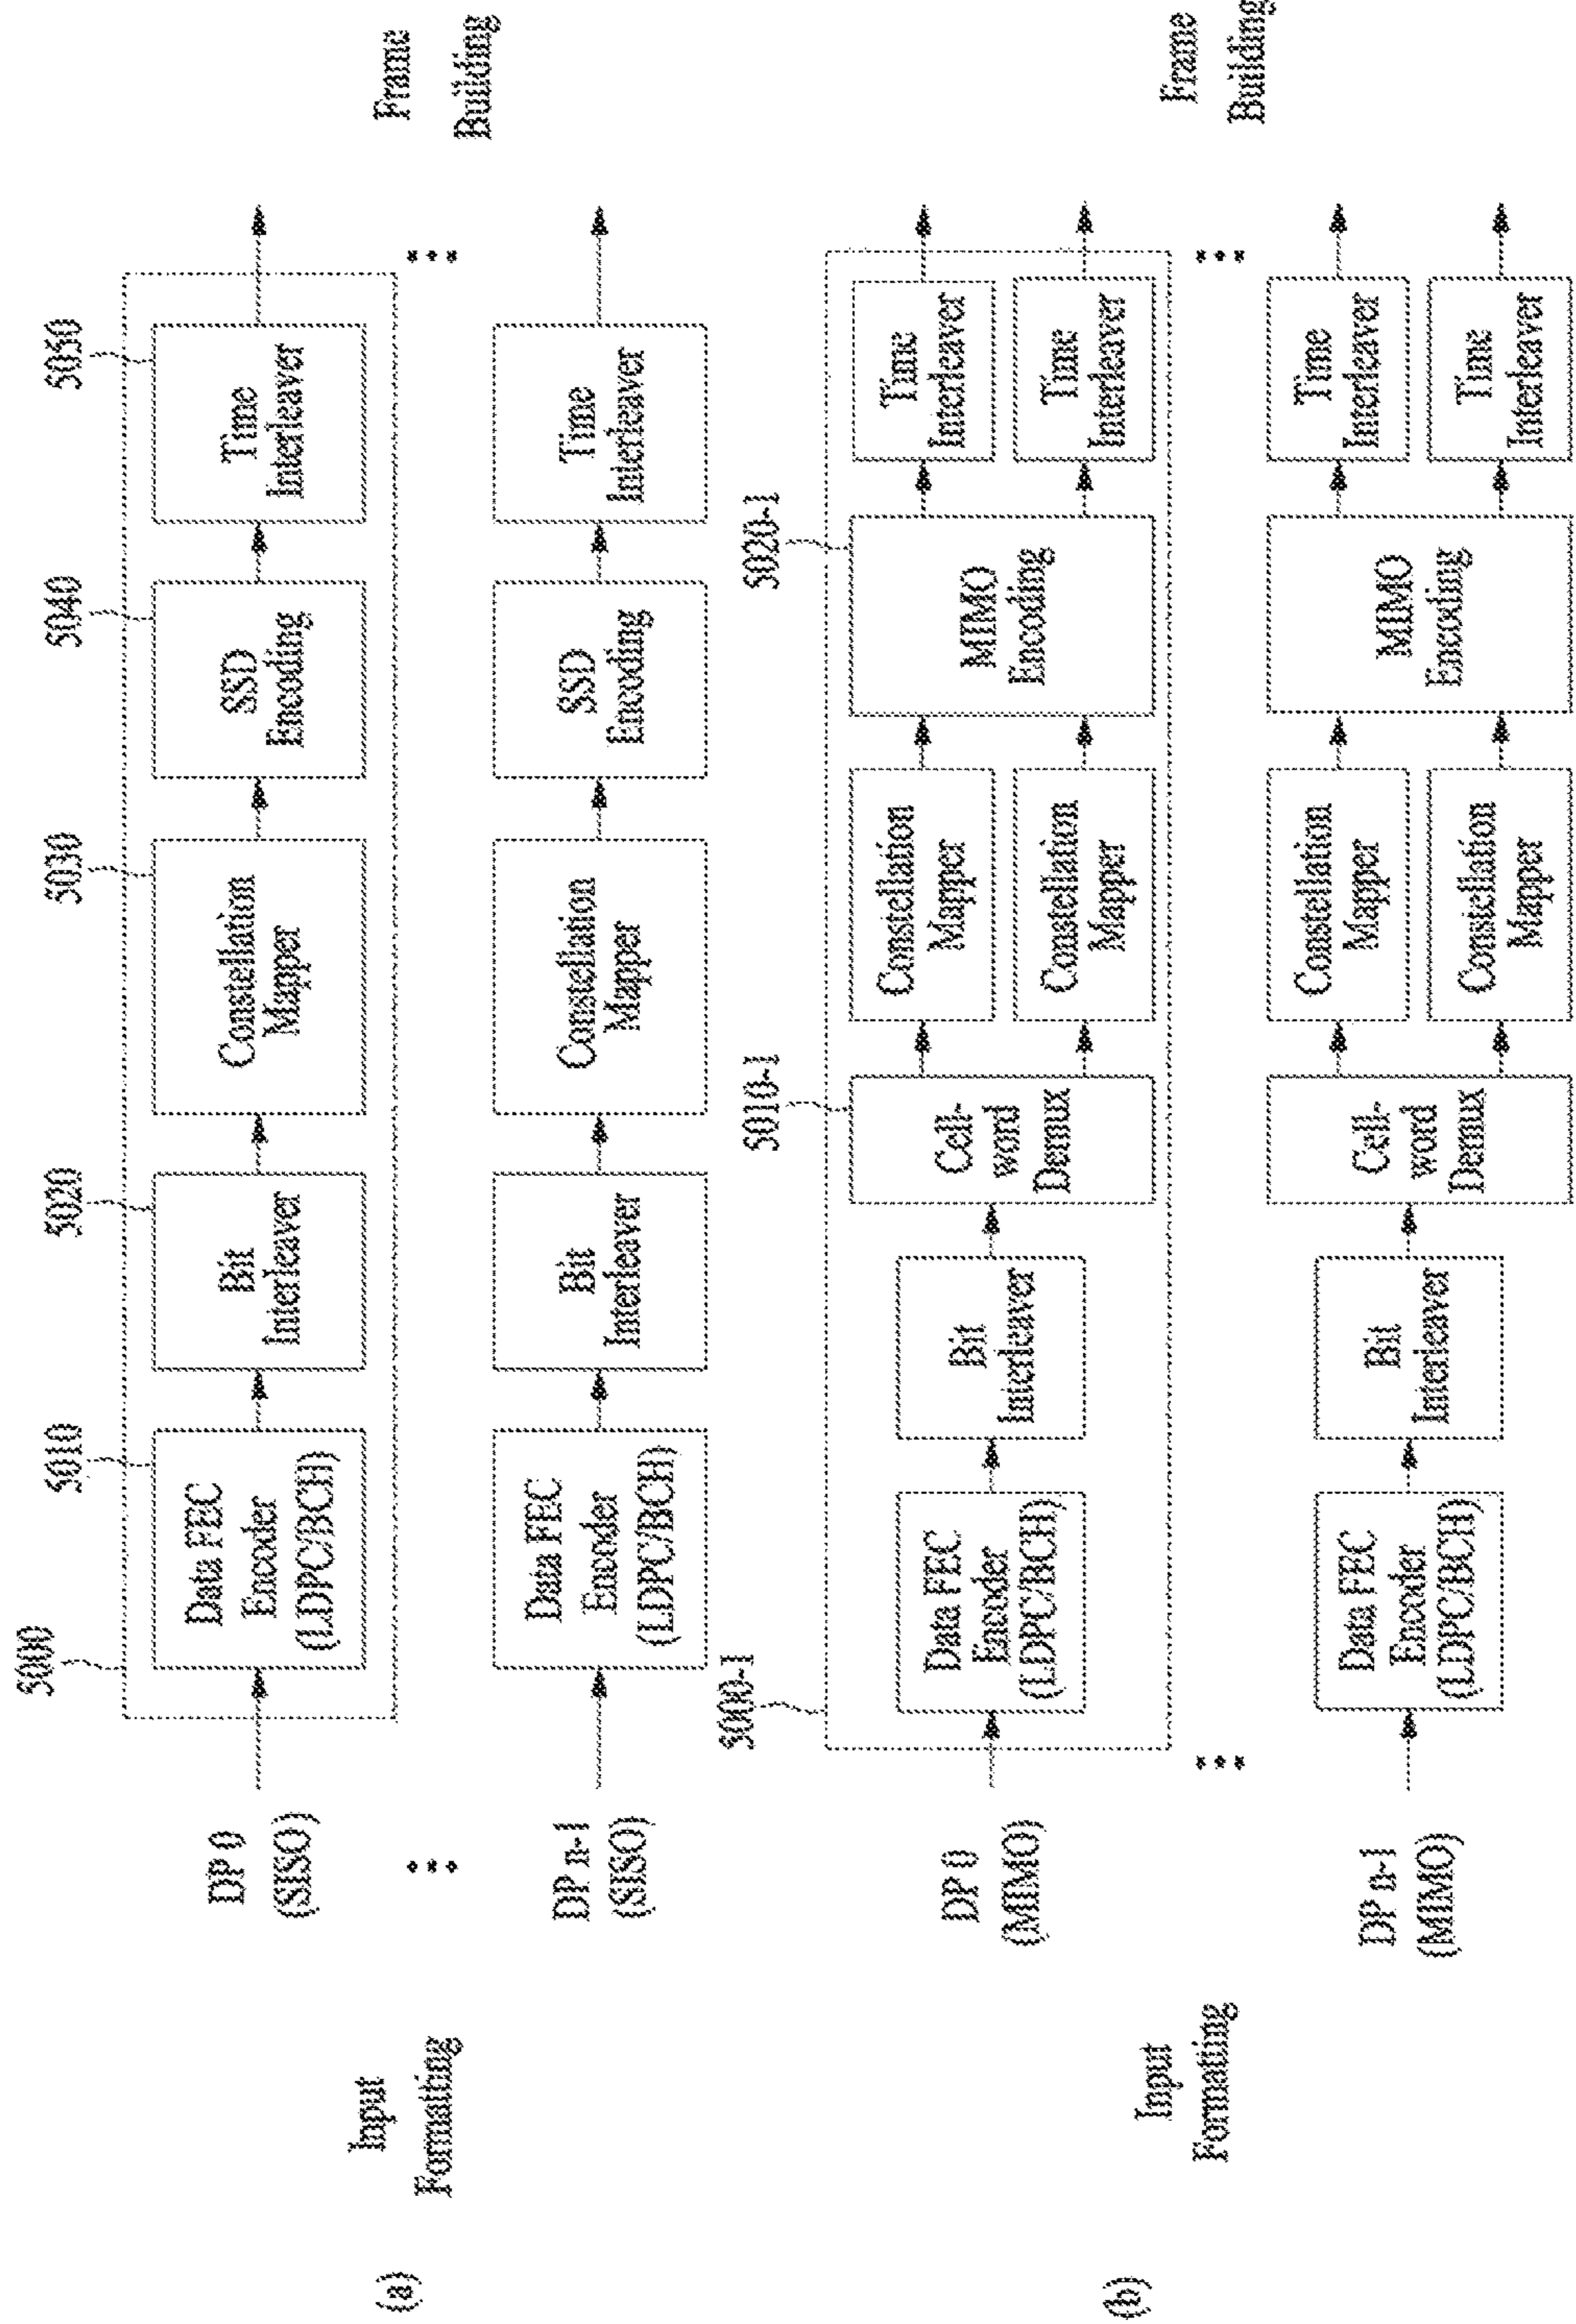 (a)
Input
Formatting
DP 0
(SISO)
DP n-1
(SISO)
5000
5010
5020
5030
5040
5050
Data FEC
Encoder
(LDPC/BCH)
Bit
Interleaver
Constellation
Mapper
SSD
Encoding
Time
Interleaver
Data FEC
Encoder
(LDPC/BCH)
Bit
Interleaver
Constellation
Mapper
SSD
Encoding
Time
Interleaver
Frame
Building
(b)
Input
Formatting
DP 0
(MIMO)
DP n-1
(MIMO)
5000-1
5010-1
5020-1
Data FEC
Encoder
(LDPC/BCH)
Bit
Interleaver
Cell-
word
Demux
Constellation
Mapper
Constellation
Mapper
MIMO
Encoding
Time
Interleaver
Time
Interleaver
Data FEC
Encoder
(LDPC/BCH)
Bit
Interleaver
Cell-
word
Demux
Constellation
Mapper
Constellation
Mapper
MIMO
Encoding
Time
Interleaver
Time
Interleaver
Frame
Building